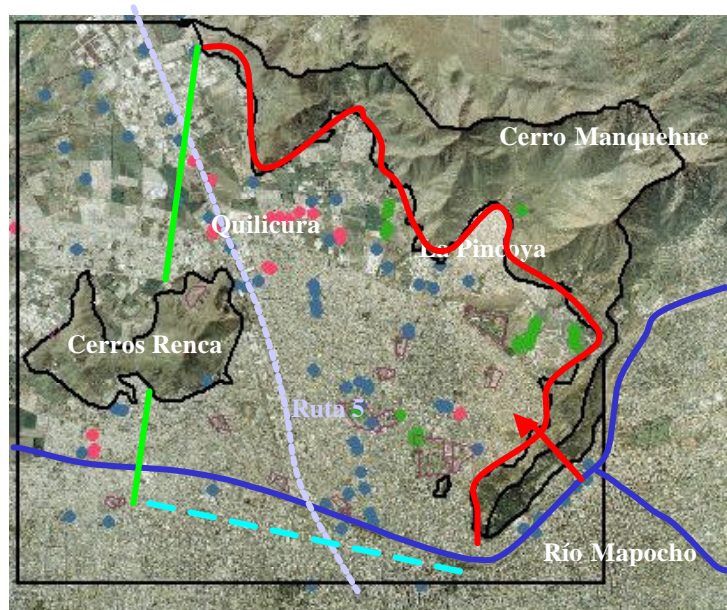 Cerro Manquehue
Quilicura
La Pincoya
Cerros Renca
Ruta 5
Río Mapocho